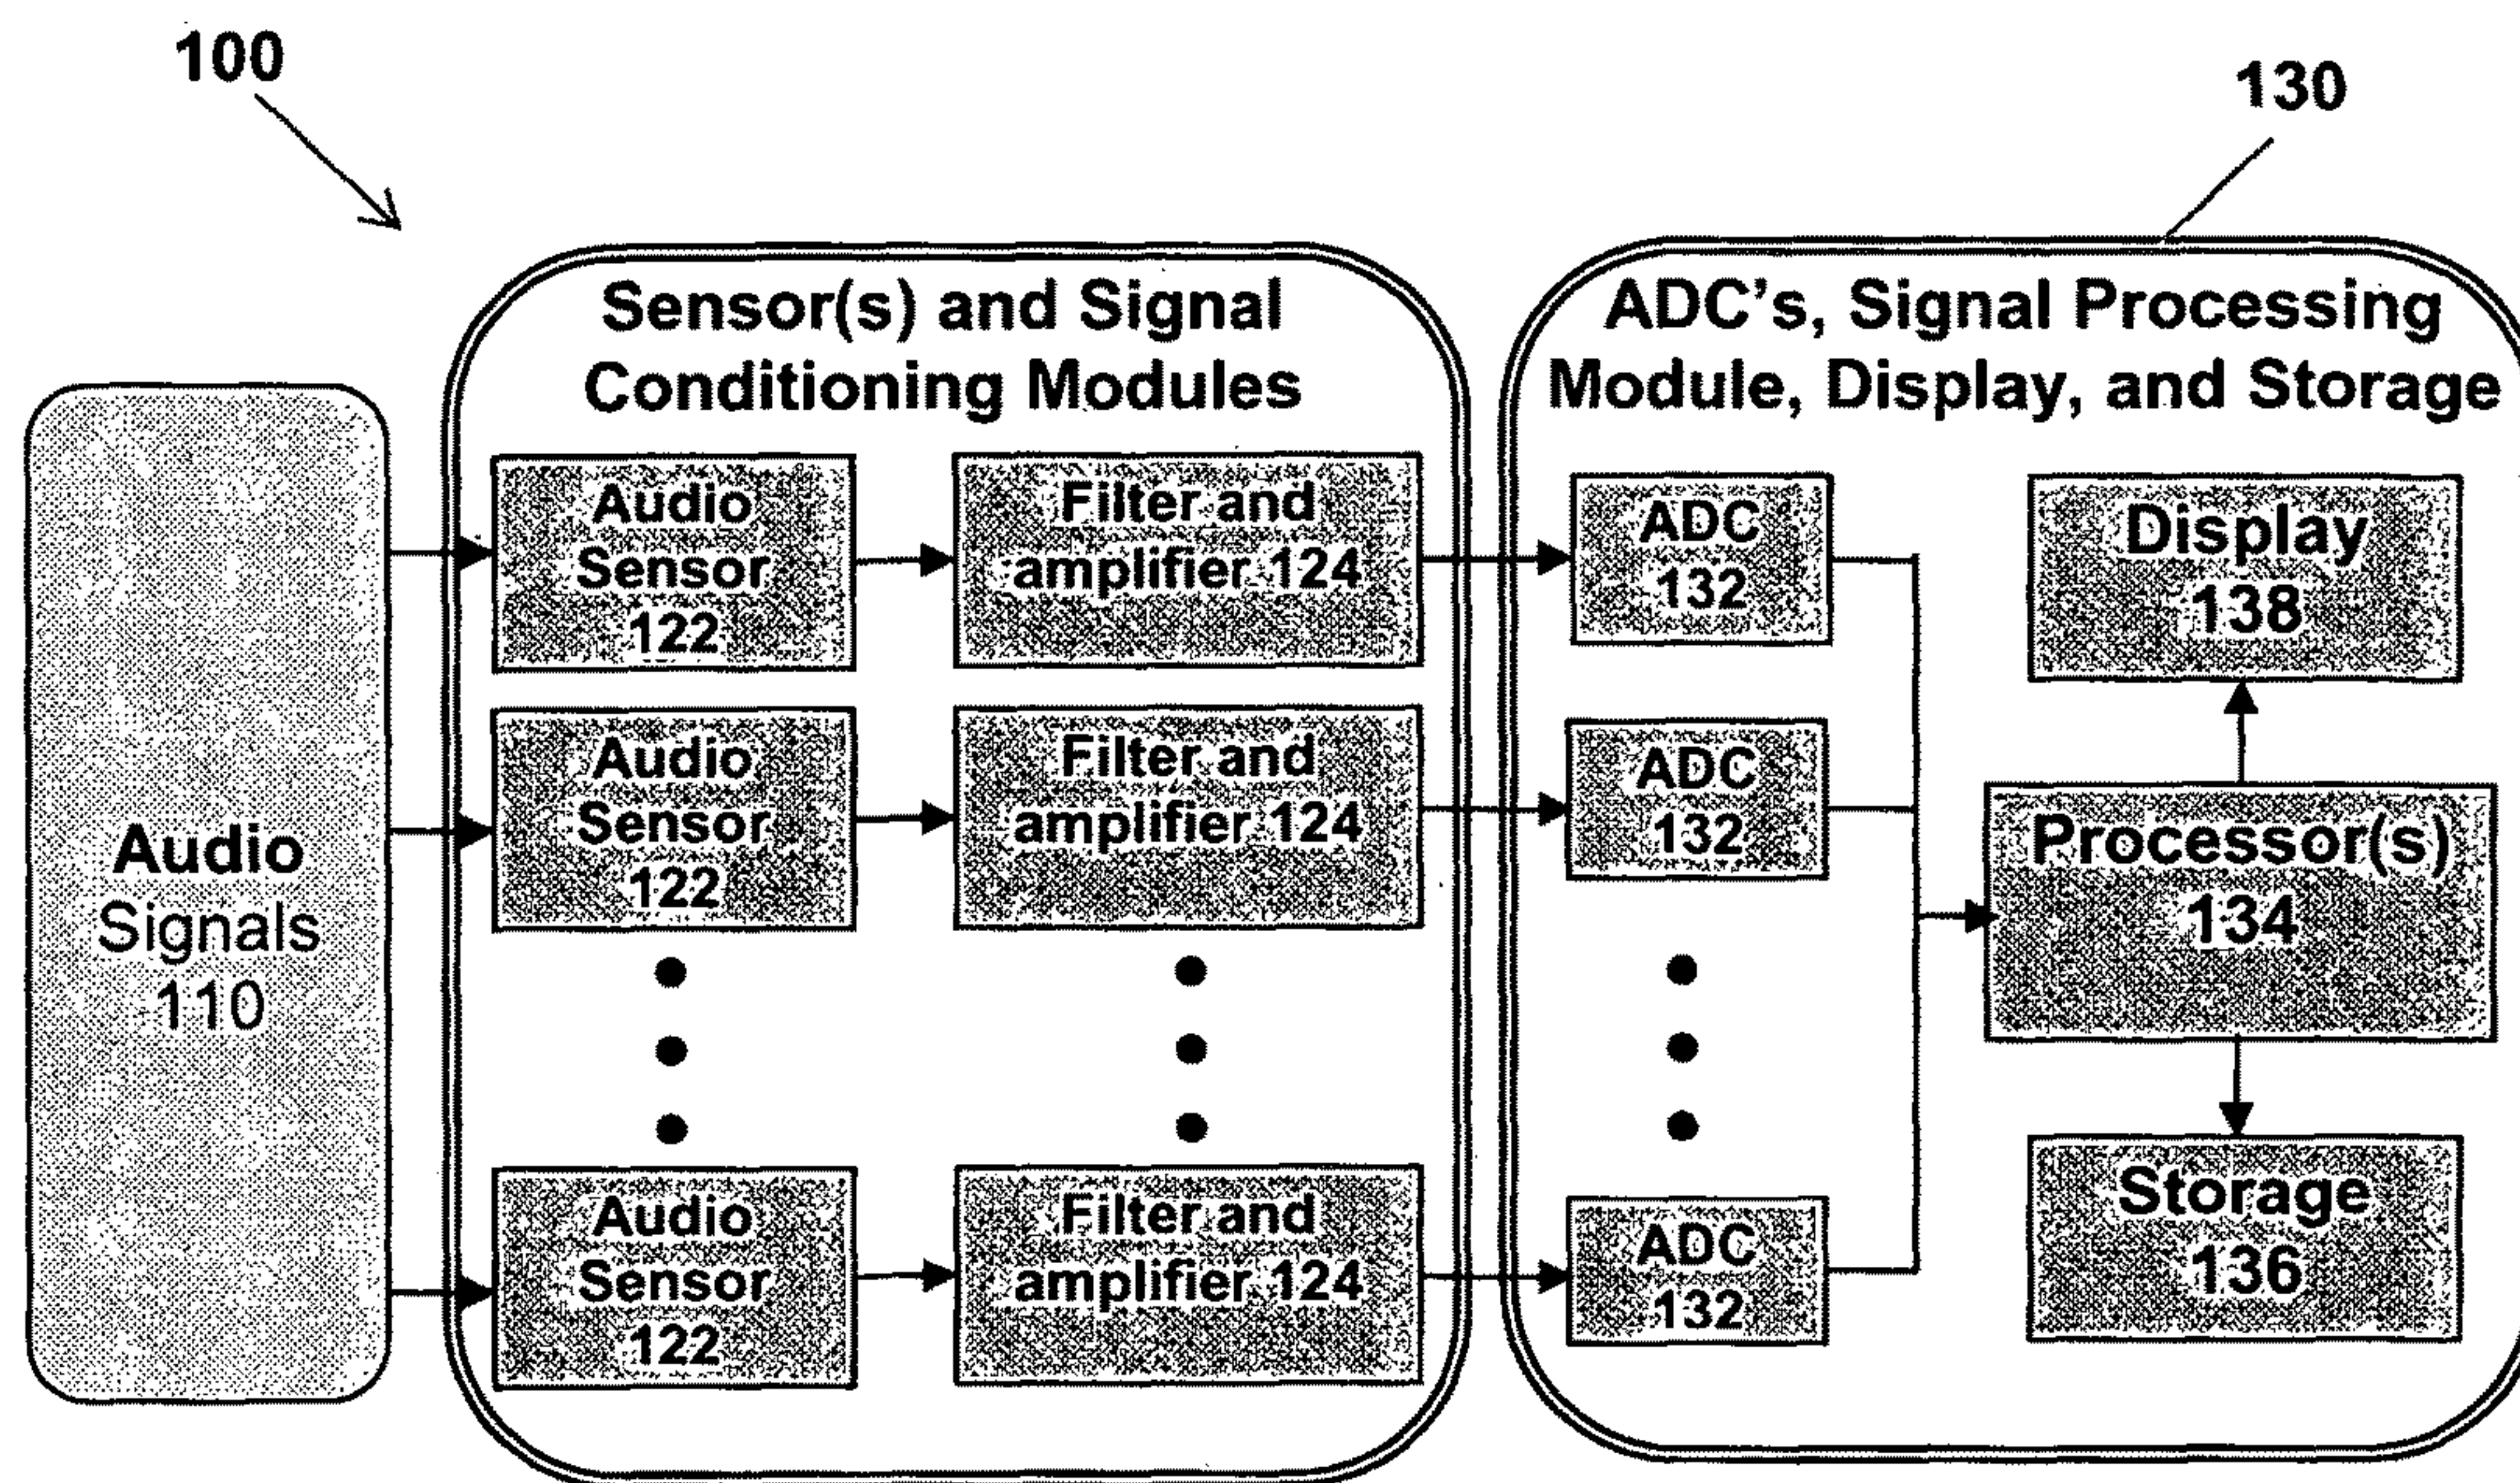 100
130
Sensor(s) and Signal
Conditioning Modules
ADC's, Signal Processing
Module, Display, and Storage
Audio
Signals
110
Audio
Sensor
122
Filter and
amplifier 124
ADC
132
Display
138
Audio
Sensor
122
Filter and
amplifier 124
ADC
132
Processor(s)
134
Audio
Sensor
122
Filter and
amplifier 124
ADC
132
Storage
136